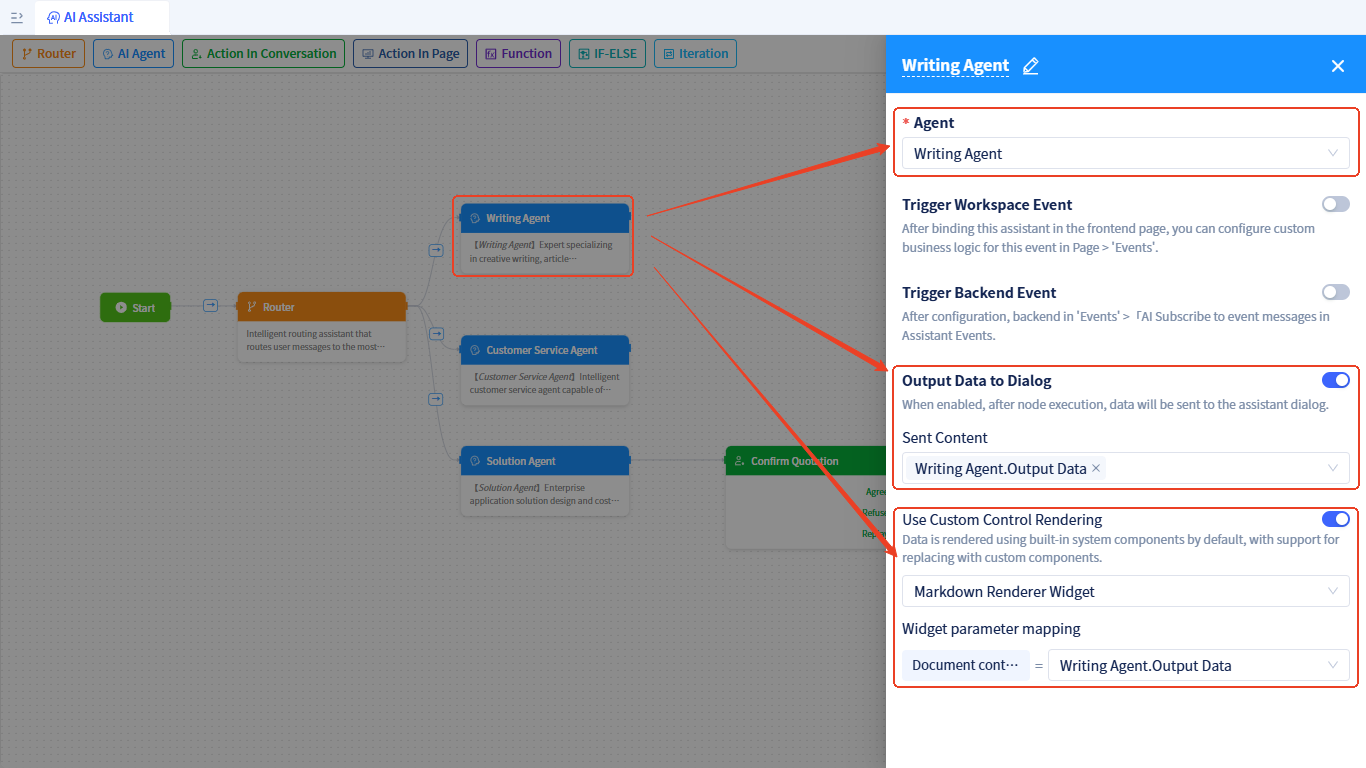 AI Assistant
Router
AI Agent
Action In Conversation
Action In Page
Function
IF-ELSE
Iteration
Start
Router
Intelligent routing assistant that
routes user messages to the most···
Writing Agent
【Writing Agent】Expert specializing
in creative writing, article···
Customer Service Agent
【Customer Service Agent】Intelligent
customer service agent capable of···
Solution Agent
【Solution Agent】Enterprise
application solution design and cost···
Confirm Quotation
Agree
Refuse
Writing Agent
* Agent
Writing Agent
Trigger Workspace Event
After binding this assistant in the frontend page, you can configure custom
business logic for this event in Page > 'Events'.
Trigger Backend Event
After configuration, backend in 'Events' >「AI Subscribe to event messages in
Assistant Events.
Output Data to Dialog
When enabled, after node execution, data will be sent to the assistant dialog.
Sent Content
Writing Agent.Output Data ×
Use Custom Control Rendering
Data is rendered using built-in system components by default, with support for
replacing with custom components.
Markdown Renderer Widget
Widget parameter mapping
Document cont··· = Writing Agent.Output Data